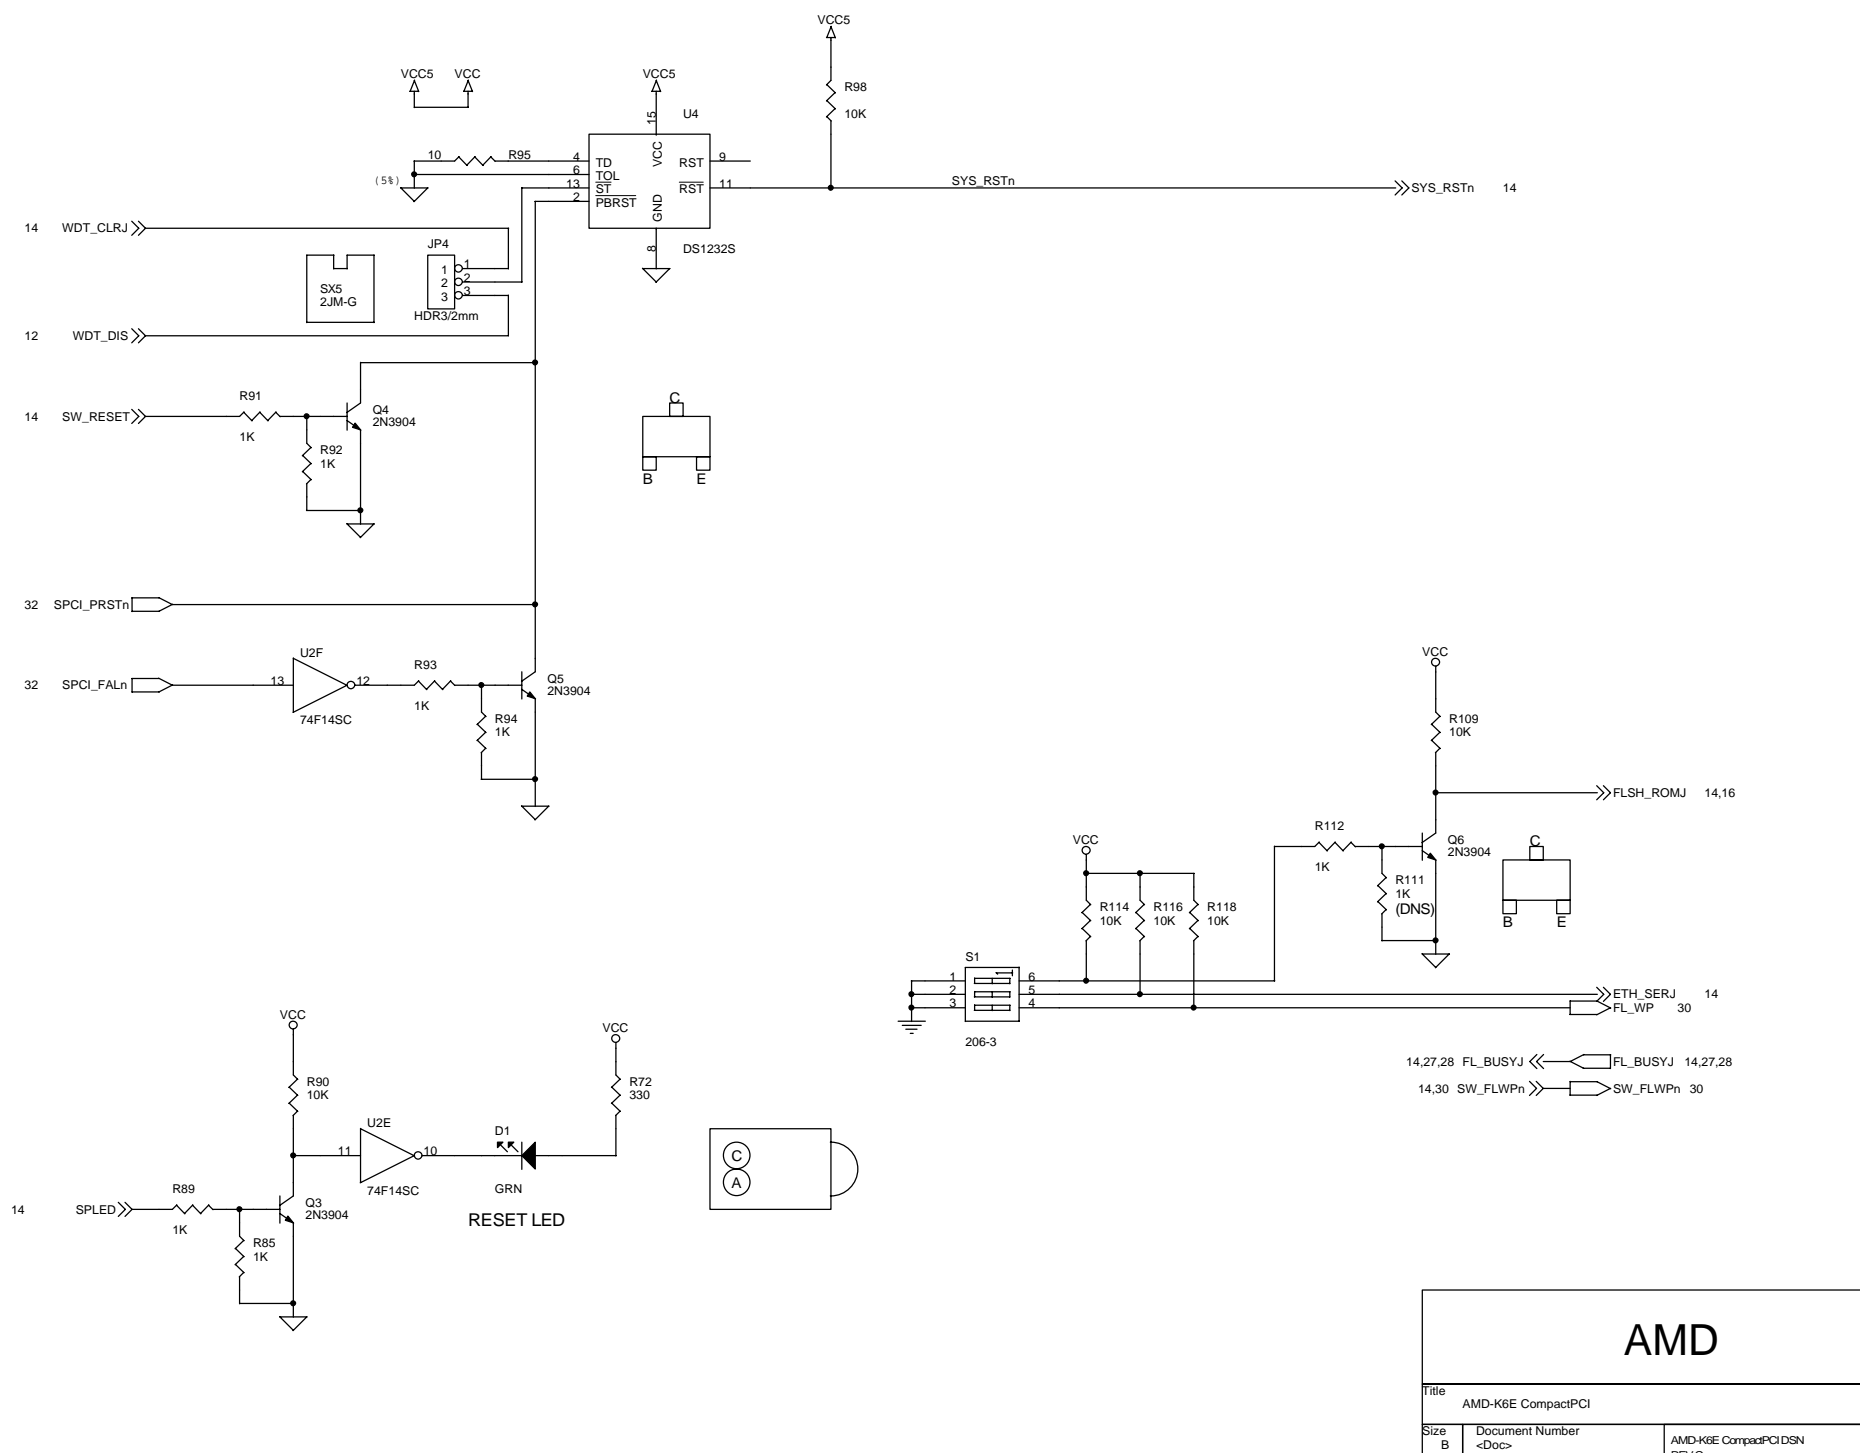 VCC5
VCC5 VCC VCC5
R98
10K
15 U4
10 R95 4 TD VCC RST 9
6 TOL
(5%) 13 ST RST 11 SYS_RSTn SYS_RSTn 14
2 PBRST GND
14 WDT_CLRJ
JP4 8 DS1232S
1 1
SX5 2 2
2JM-G 3 3
HDR3/2mm
12 WDT_DIS
R91 C
Q4
14 SW_RESET 2N3904
1K
R92
1K
B E
32 SPCI_PRSTn
U2F
R93
32 SPCI_FALn 13 12 Q5
2N3904
1K
74F14SC R94
1K
VCC
R109
10K
FLSH_ROMJ 14,16
R112
VCC Q6 C
2N3904
1K
R111
1K
(DNS)
R114 R116 R118
10K 10K 10K
B E
S1
1 1 6
2 5 ETH_SERJ 14
3 4 FL_WP 30
206-3
14,27,28 FL_BUSYJ FL_BUSYJ 14,27,28
14,30 SW_FLWPn SW_FLWPn 30
VCC VCC
R90 R72
10K 330
U2E D1
11 10 C
A
74F14SC GRN
R89
Q3
14 SPLED 2N3904 RESET LED
1K
R85
1K
AMD
Title
AMD-K6E CompactPCI
Size Document Number
B <Doc> AMD-K6E CompactPCI.DSN